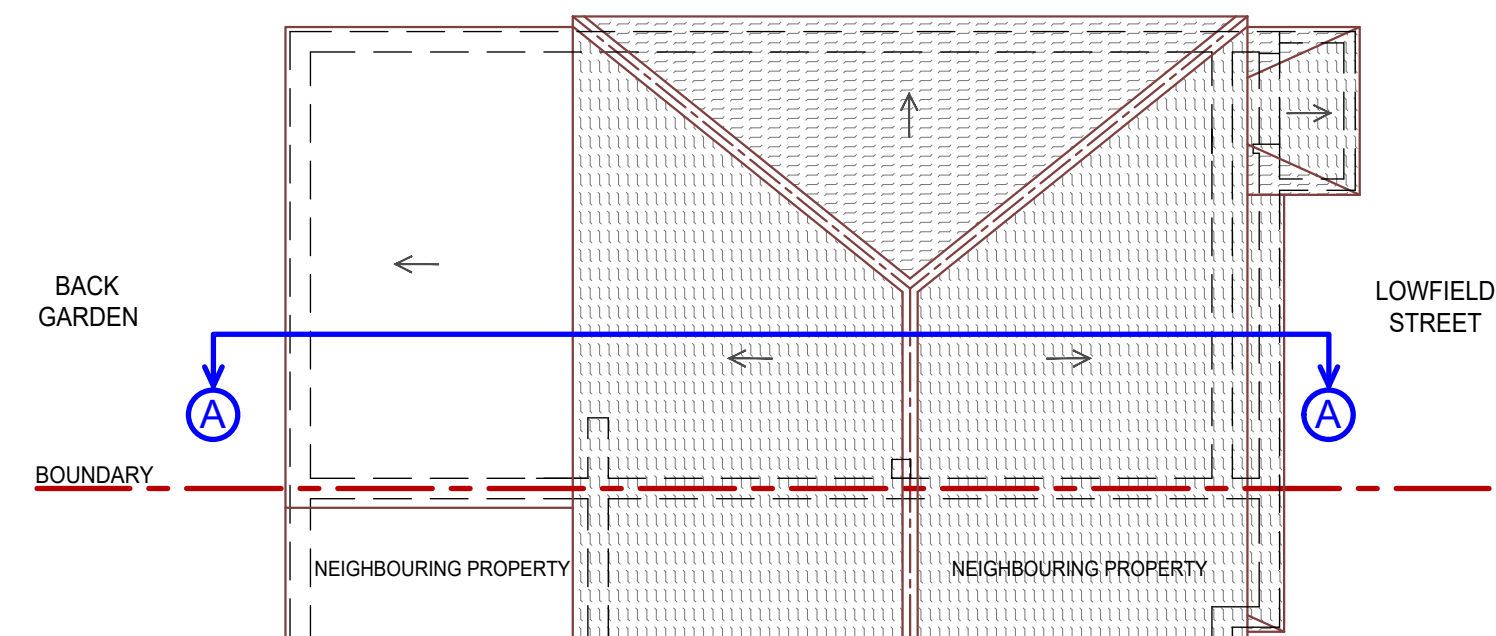 BACK
GARDEN
LOWFIELD
STREET
A
A
BOUNDARY
NEIGHBOURING PROPERTY
NEIGHBOURING PROPERTY